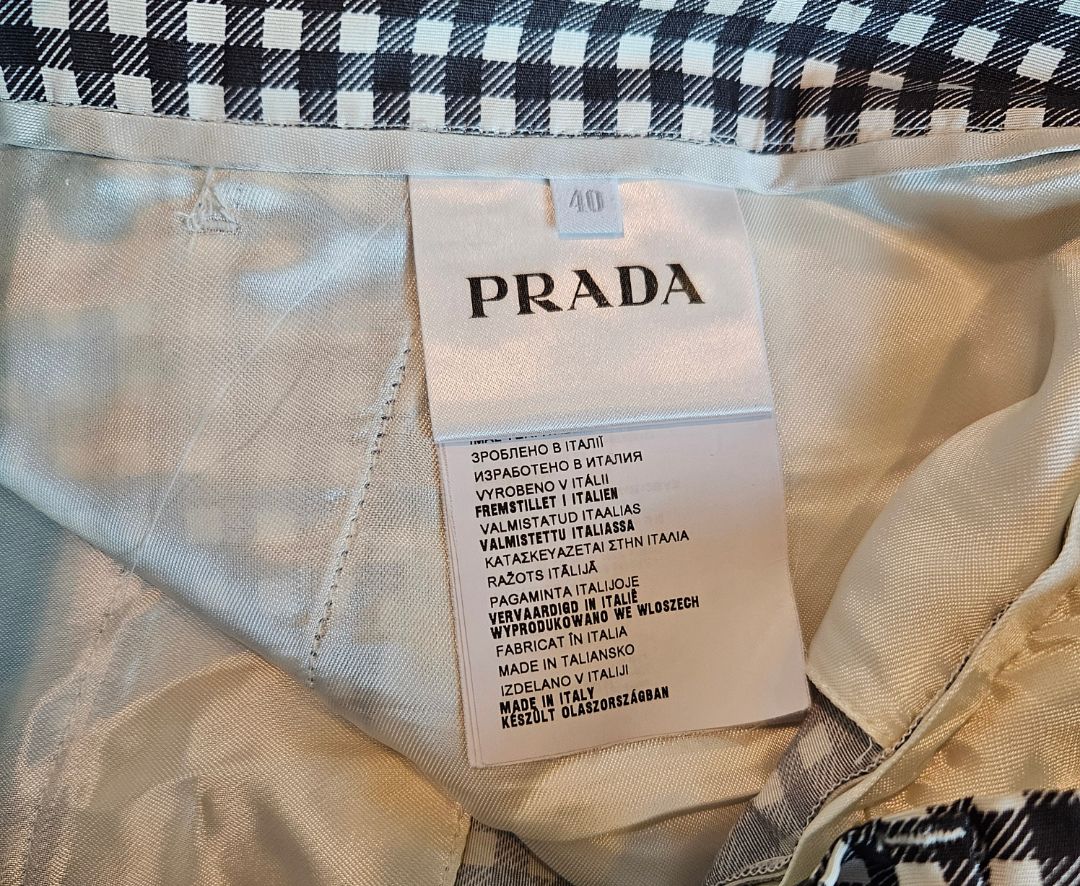 40
PRADA
ЗРОБЛЕНО В ІТАЛІЇ
ИЗРАБОТЕНО В ИТАЛИЯ
VYROBENO V ITÁLII
FREMSTILLET I ITALIEN
VALMISTATUD ITAALIAS
VALMISTETTU ITALIASSA
ΚΑΤΑΣΚΕΥΑΖΕΤΑΙ ΣΤΗΝ ΙΤΑΛΙΑ
RAŽOTS ITĀLIJĀ
PAGAMINTA ITALIJOJE
VERVAARDIGD IN ITALIË
WYPRODUKOWANO WE WLOSZECH
FABRICAT ÎN ITALIA
MADE IN TALIANSKO
IZDELANO V ITALIJI
MADE IN ITALY
KÉSZÜLT OLASZORSZÁGBAN